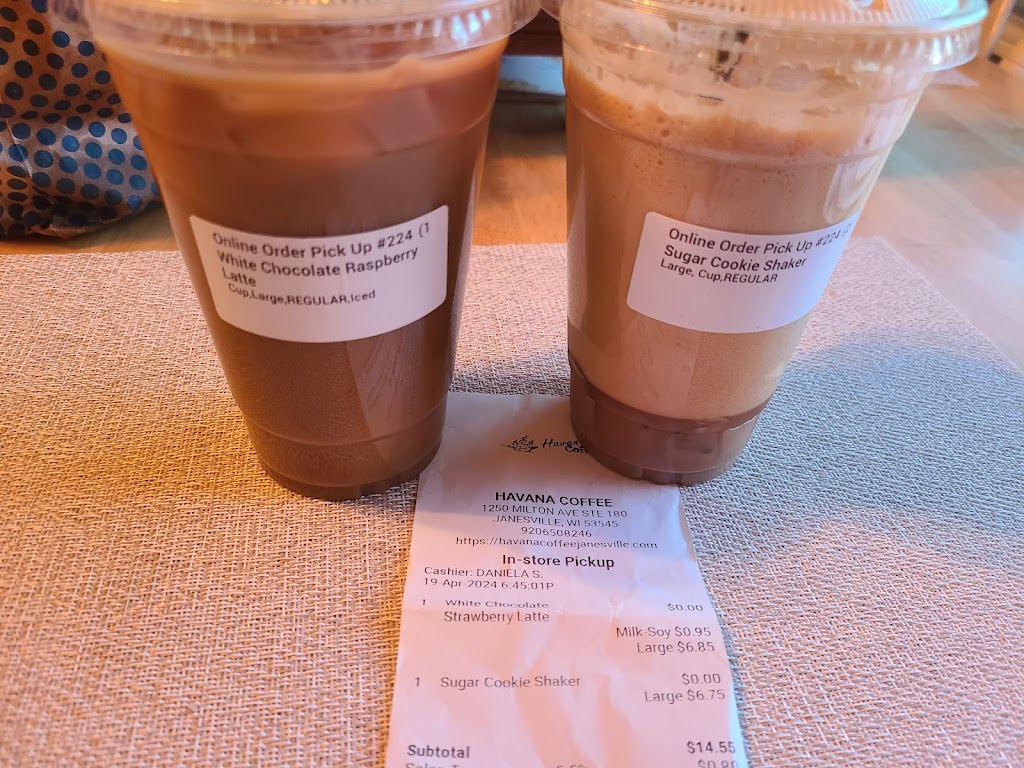 Online Order Pick Up #224 (1
White Chocolate Raspberry
Latte
Cup,Large,REGULAR,Iced
Online Order Pick Up #224 (2
Sugar Cookie Shaker
Large, Cup,REGULAR
HAVANA COFFEE
1250 MILTON AVE STE 180
JANESVILLE, WI 53545
9206508246
https://havanacoffeejanesville.com
In-store Pickup
Cashier: DANIELA S.
19-Apr-2024 6:45:01P
1 White Chocolate $0.00
Strawberry Latte
Milk-Soy $0.95
Large $6.85
1 Sugar Cookie Shaker $0.00
Large $6.75
Subtotal $14.55